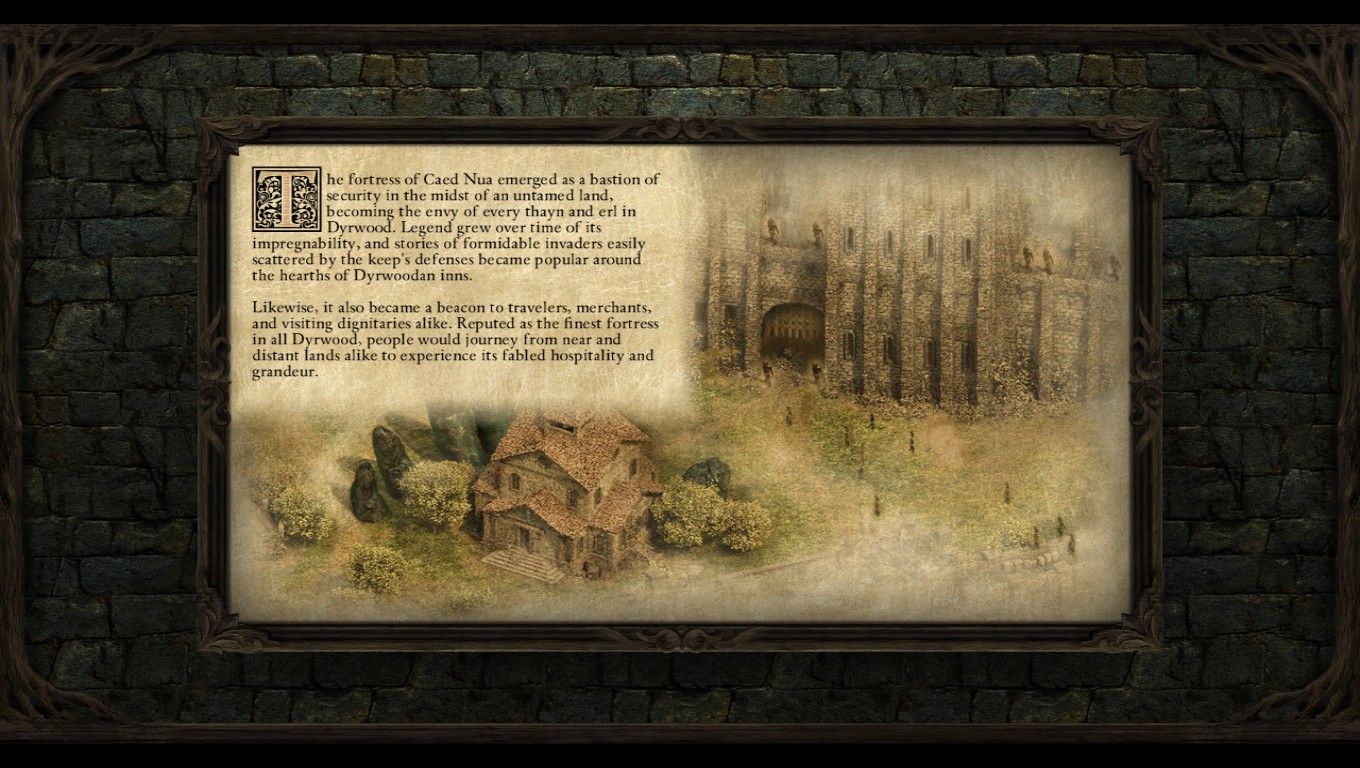 The fortress of Caed Nua emerged as a bastion of
security in the midst of an untamed land,
becoming the envy of every thayn and erl in
Dyrwood. Legend grew over time of its
impregnability, and stories of formidable invaders easily
scattered by the keep's defenses became popular around
the hearths of Dyrwoodan inns.
Likewise, it also became a beacon to travelers, merchants,
and visiting dignitaries alike. Reputed as the finest fortress
in all Dyrwood, people would journey from near and
distant lands alike to experience its fabled hospitality and
grandeur.